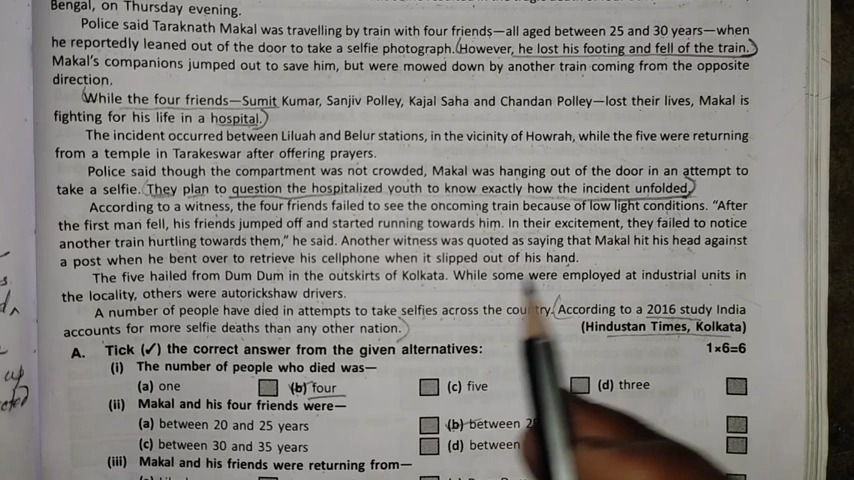 Bengal, on Thursday evening.
Police said Taraknath Makal was travelling by train with four friends—all aged between 25 and 30 years—when
he reportedly leaned out of the door to take a selfie photograph. However, he lost his footing and fell of the train.
Makal's companions jumped out to save him, but were mowed down by another train coming from the opposite
direction.
While the four friends—Sumit Kumar, Sanjiv Polley, Kajal Saha and Chandan Polley—lost their lives, Makal is
fighting for his life in a hospital.
The incident occurred between Liluah and Belur stations, in the vicinity of Howrah, while the five were returning
from a temple in Tarakeswar after offering prayers.
Police said though the compartment was not crowded, Makal was hanging out of the door in an attempt to
take a selfie. They plan to question the hospitalized youth to know exactly how the incident unfolded.
According to a witness, the four friends failed to see the oncoming train because of low light conditions. “After
the first man fell, his friends jumped off and started running towards him. In their excitement, they failed to notice
another train hurtling towards them,” he said. Another witness was quoted as saying that Makal hit his head against
a post when he bent over to retrieve his cellphone when it slipped out of his hand.
The five hailed from Dum Dum in the outskirts of Kolkata. While some were employed at industrial units in
the locality, others were autorickshaw drivers.
A number of people have died in attempts to take selfies across the country. According to a 2016 study India
accounts for more selfie deaths than any other nation. (Hindustan Times, Kolkata)
A. Tick (✓) the correct answer from the given alternatives: 1×6=6
(i) The number of people who died was—
(a) one (b) four (c) five (d) three
(ii) Makal and his four friends were—
(a) between 20 and 25 years (b) between
(c) between 30 and 35 years (d) between
(iii) Makal and his friends were returning from—
up